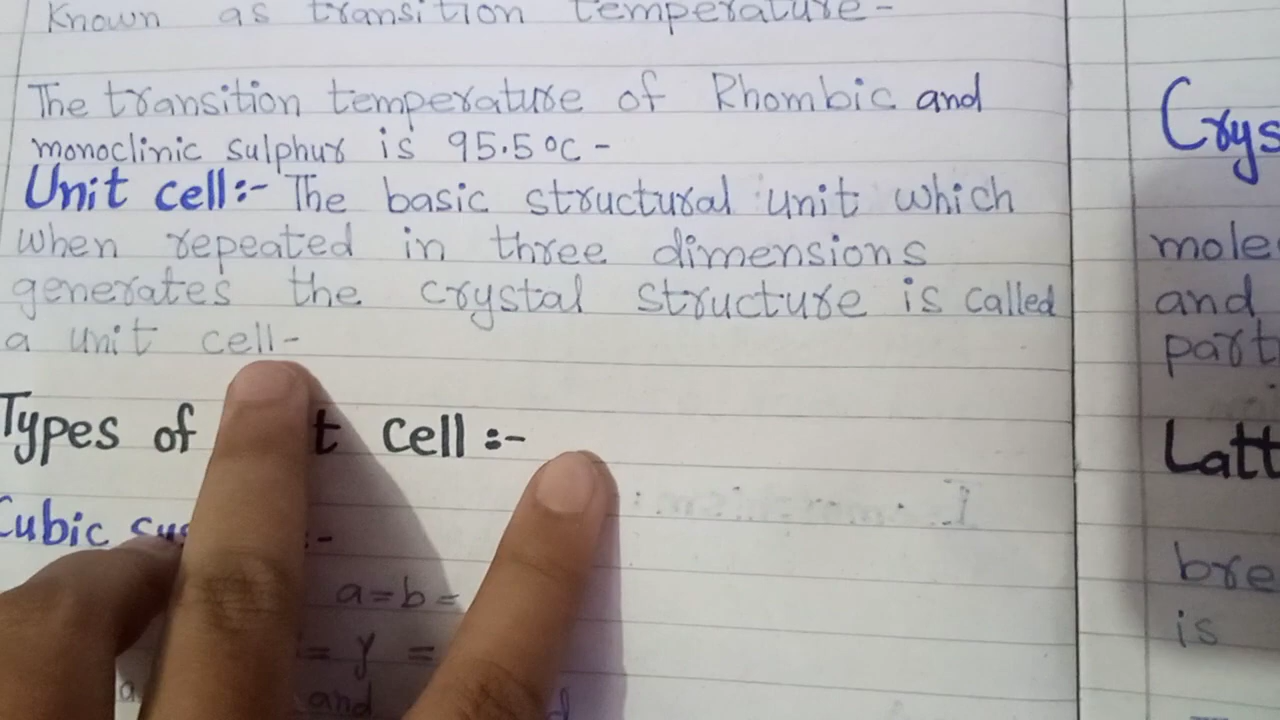 Known as transition temperature-
The transition temperature of Rhombic and
monoclinic sulphur is 95.5°C-
Unit cell:- The basic structural unit which
when repeated in three dimensions
generates the crystal structure is called
a unit cell-
Types of t cell:-
Cubic :-
a=b=
= γ =
and
Crys
mole
and
part
Latt
bre
is